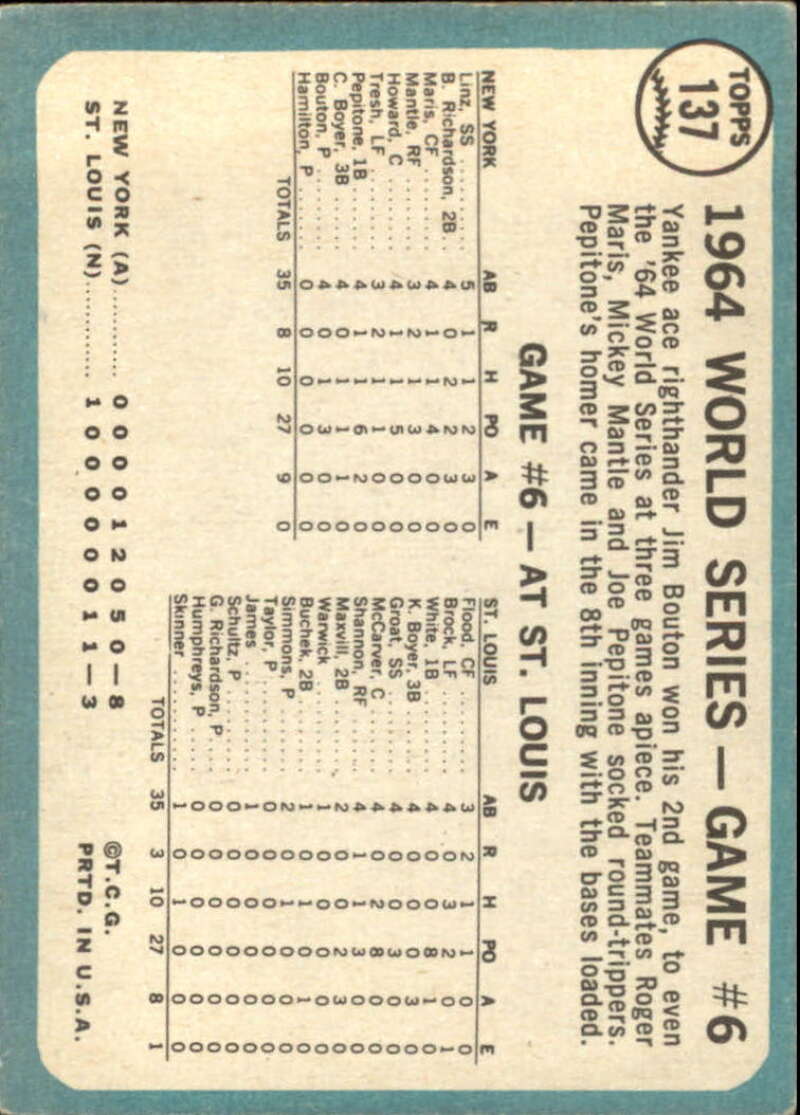 TOPPS
137
1964 WORLD SERIES — GAME #6
Yankee ace righthander Jim Bouton won his 2nd game, to even
the '64 World Series at three games apiece. Teammates Roger
Maris, Mickey Mantle and Joe Pepitone socked round-trippers.
Pepitone's homer came in the 8th inning with the bases loaded.
GAME #6 — AT ST. LOUIS
NEW YORK AB R H PO A E
Linz, SS ........ 5 1 1 2 3 0
B. Richardson, 2B.. 4 0 2 2 3 0
Maris, CF ....... 4 1 1 4 0 0
Mantle, RF ...... 3 2 1 3 0 0
Howard, C ....... 4 1 1 5 0 0
Tresh, LF ....... 3 2 1 1 0 0
Pepitone, 1B ..... 4 1 1 6 2 0
C. Boyer, 3B ..... 4 0 1 1 1 0
Bouton, P ....... 4 0 1 3 0 0
Hamilton, P ...... 0 0 0 0 0 0
TOTALS 35 8 10 27 9 0
ST. LOUIS AB R H PO A E
Flood, CF ........ 3 2 1 1 0 0
Brock, LF ........ 4 0 3 2 0 1
White, 1B ....... 4 0 0 8 1 0
K. Boyer, 3B ..... 4 0 0 0 3 0
Groat, SS ....... 4 0 0 3 0 0
McCarver, C ...... 4 0 2 8 0 0
Shannon, RF ..... 4 1 1 3 0 0
Maxvill, 2B ...... 2 0 0 2 3 0
Warwick ........ 1 0 0 0 0 0
Buchek, 2B ...... 1 0 1 0 1 0
Simmons, P ...... 2 0 1 0 0 0
Taylor, P ........ 0 0 0 0 0 0
James .......... 1 0 0 0 0 0
Schultz, P ....... 0 0 0 0 0 0
G. Richardson, P.... 0 0 0 0 0 0
Humphreys, P .... 0 0 0 0 0 0
Skinner ......... 1 0 1 0 0 0
TOTALS 35 3 10 27 8 1
NEW YORK (A).......... 0 0 0 0 1 2 0 5 0 — 8
ST. LOUIS (N)........... 1 0 0 0 0 0 0 1 1 — 3
©T.C.G.
PRTD. IN U.S.A.